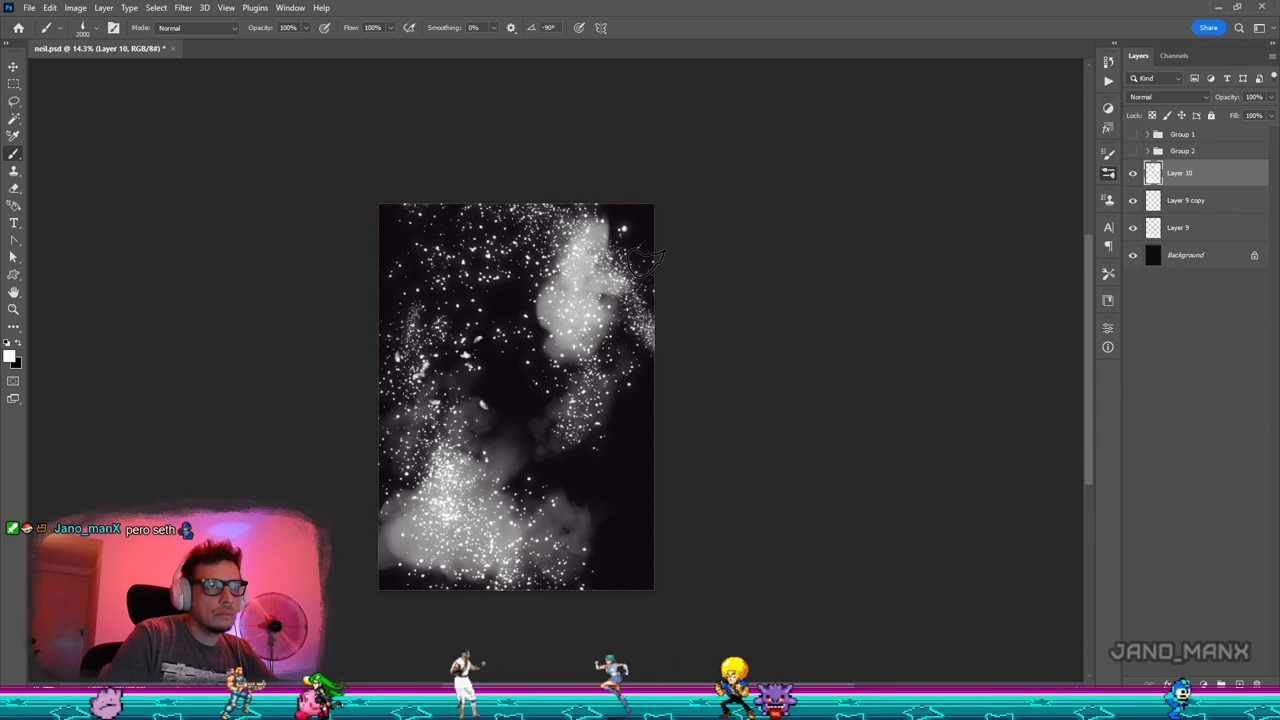 Ps File Edit Image Layer Type Select Filter 3D View Plugins Window Help
2000 Mode: Normal Opacity: 100% Flow: 100% Smoothing: 0% -90° Share
neil.psd @ 14.3% (Layer 10, RGB/8#) * ×
Layers Channels
Kind
Normal Opacity: 100%
Lock: Fill: 100%
Group 1
Group 2
Layer 10
Layer 9 copy
Layer 9
Background
Jano_manX pero seth
JANO_MANX